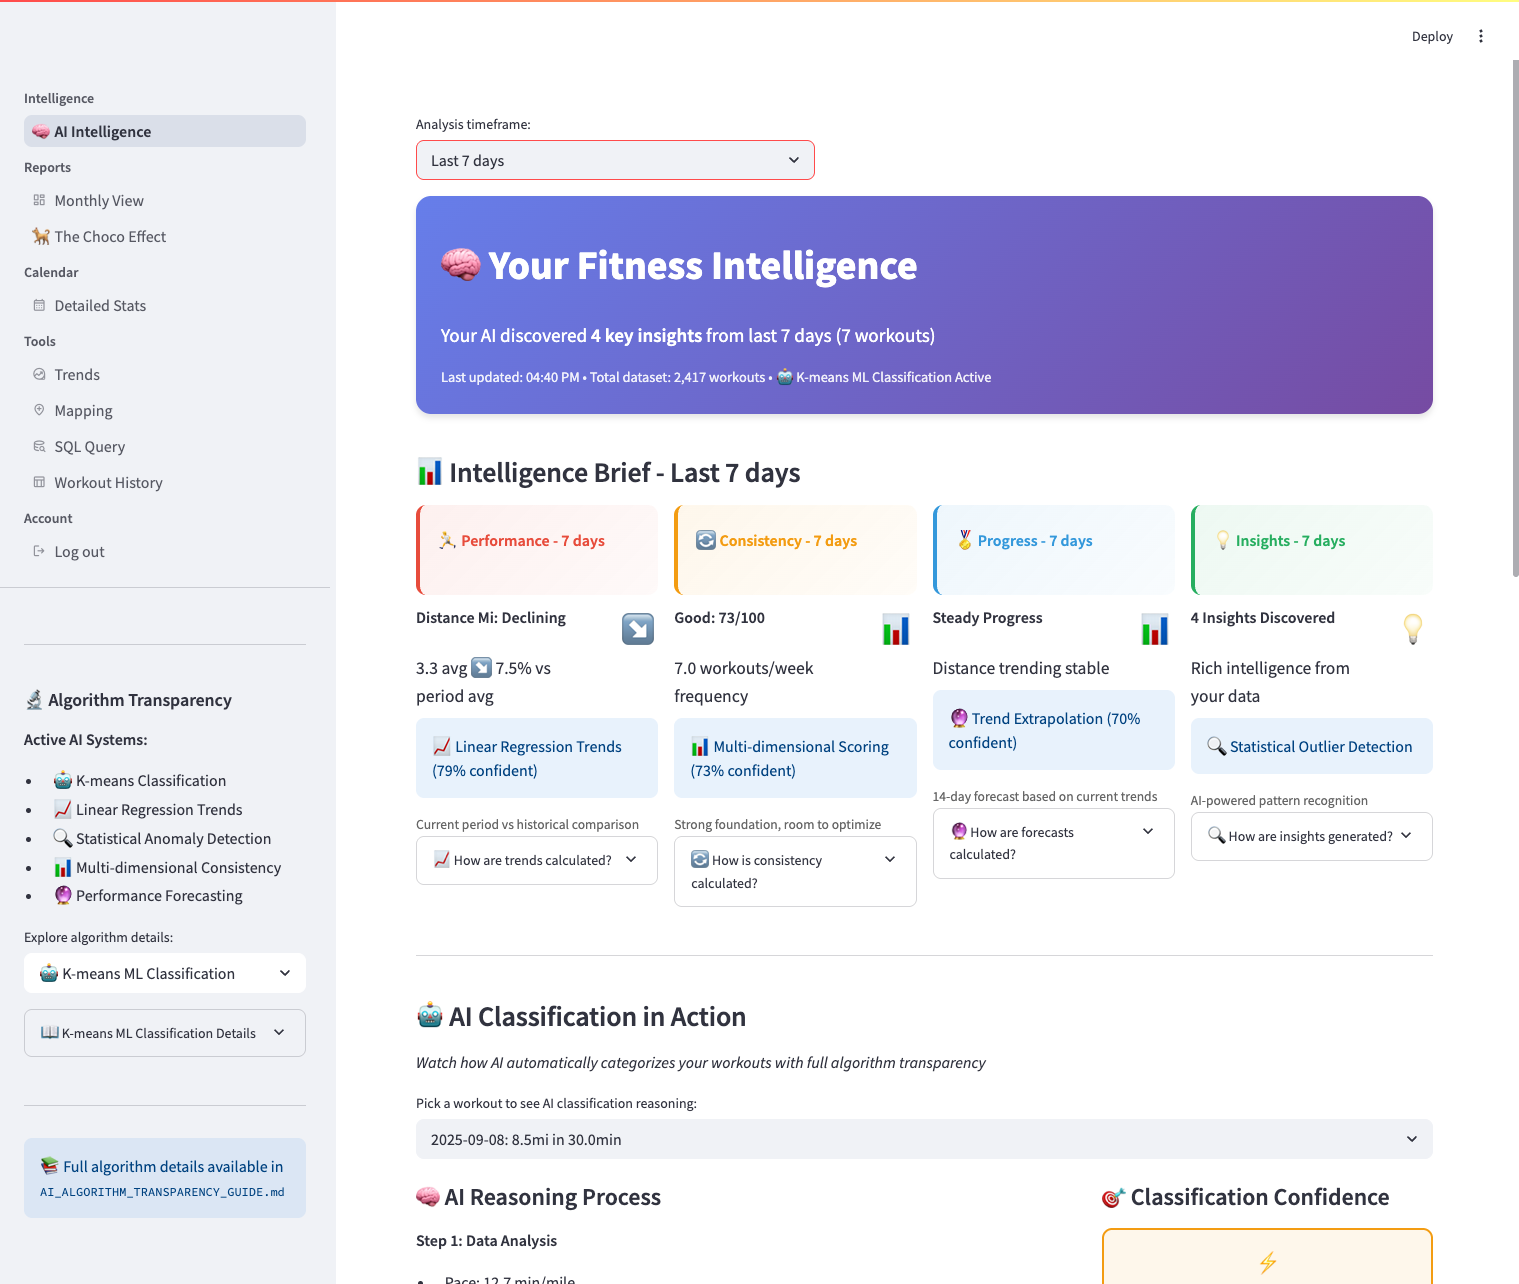 Deploy
Intelligence
AI Intelligence
Reports
Monthly View
The Choco Effect
Calendar
Detailed Stats
Tools
Trends
Mapping
SQL Query
Workout History
Account
Log out
Algorithm Transparency
Active AI Systems:
• K-means Classification
• Linear Regression Trends
• Statistical Anomaly Detection
• Multi-dimensional Consistency
• Performance Forecasting
Explore algorithm details:
K-means ML Classification
K-means ML Classification Details
Full algorithm details available in
AI_ALGORITHM_TRANSPARENCY_GUIDE.md
Analysis timeframe:
Last 7 days
Your Fitness Intelligence
Your AI discovered 4 key insights from last 7 days (7 workouts)
Last updated: 04:40 PM • Total dataset: 2,417 workouts • K-means ML Classification Active
Intelligence Brief - Last 7 days
Performance - 7 days
Distance Mi: Declining
3.3 avg 7.5% vs
period avg
Linear Regression Trends
(79% confident)
Current period vs historical comparison
How are trends calculated?
Consistency - 7 days
Good: 73/100
7.0 workouts/week
frequency
Multi-dimensional Scoring
(73% confident)
Strong foundation, room to optimize
How is consistency
calculated?
Progress - 7 days
Steady Progress
Distance trending stable
Trend Extrapolation (70%
confident)
14-day forecast based on current trends
How are forecasts
calculated?
Insights - 7 days
4 Insights Discovered
Rich intelligence from
your data
Statistical Outlier Detection
AI-powered pattern recognition
How are insights generated?
AI Classification in Action
Watch how AI automatically categorizes your workouts with full algorithm transparency
Pick a workout to see AI classification reasoning:
2025-09-08: 8.5mi in 30.0min
AI Reasoning Process
Step 1: Data Analysis
• Pace: 12.7 min/mile
Classification Confidence